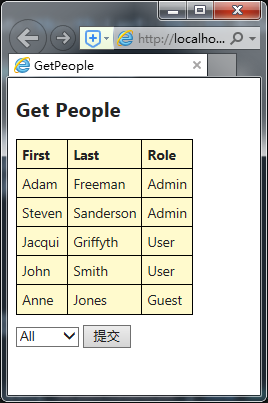 http://localho...
GetPeople
Get People
First Last Role
Adam Freeman Admin
Steven Sanderson Admin
Jacqui Griffyth User
John Smith User
Anne Jones Guest
All 提交